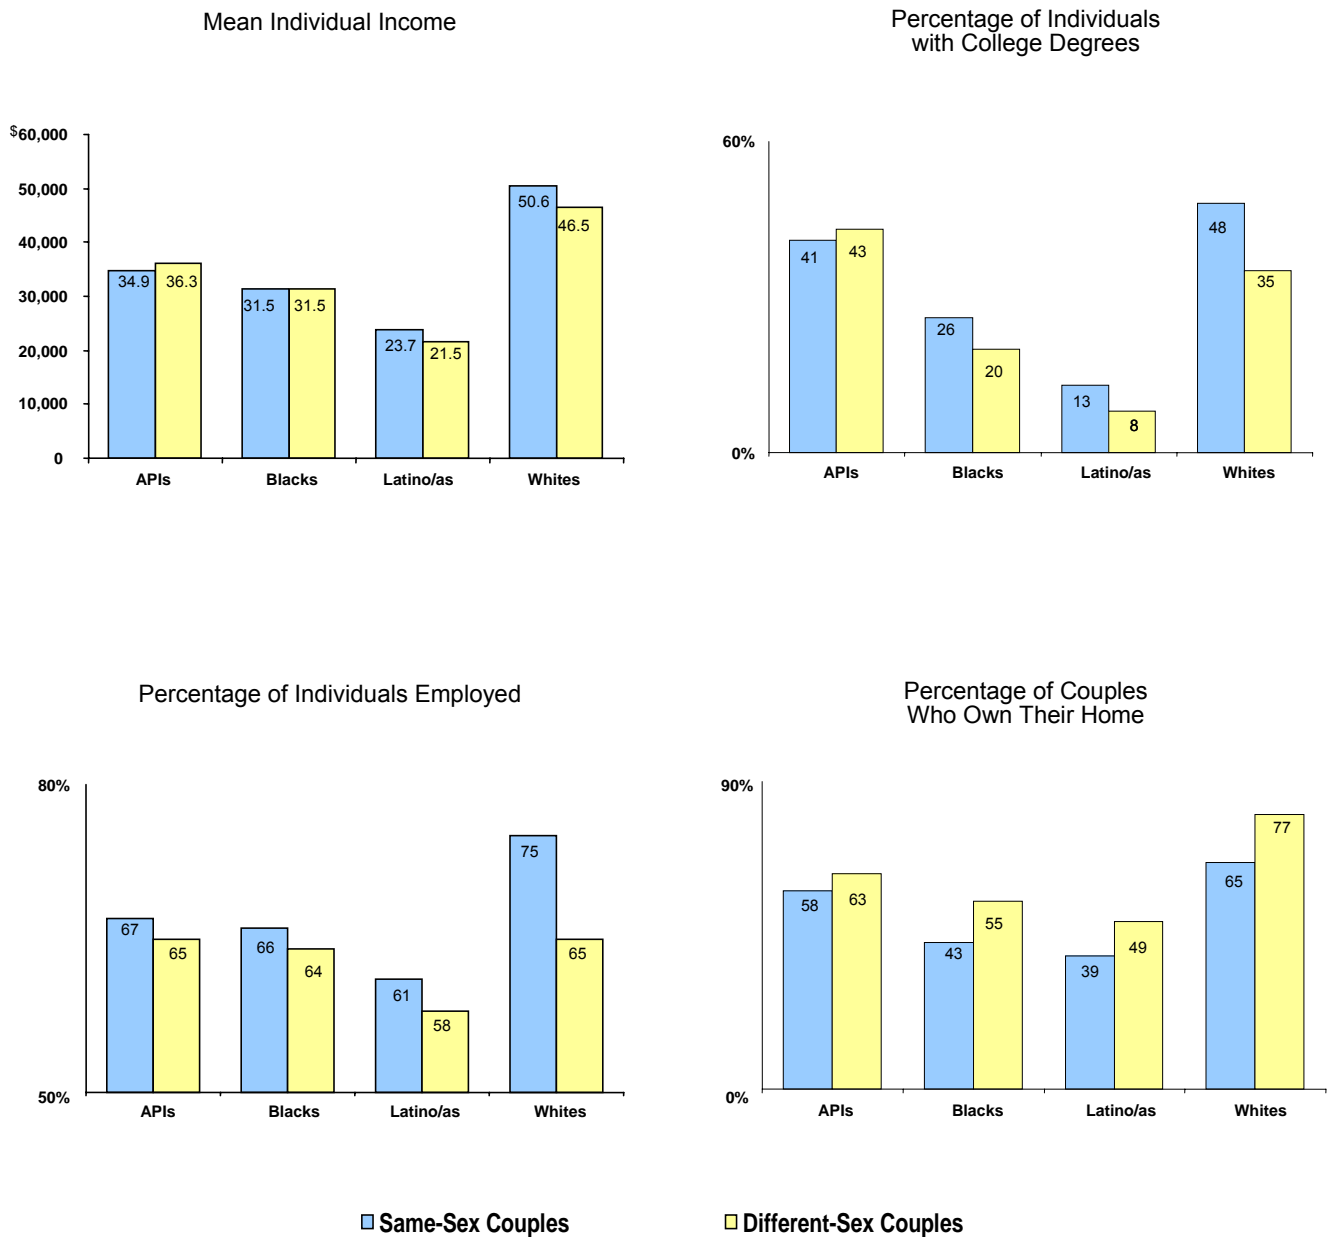 Mean Individual Income
$60,000
50,000
40,000
30,000
20,000
10,000
0
34.9
36.3
31.5
31.5
23.7
21.5
50.6
46.5
APIs
Blacks
Latino/as
Whites
Percentage of Individuals
with College Degrees
60%
0%
41
43
26
20
13
8
48
35
APIs
Blacks
Latino/as
Whites
Percentage of Individuals Employed
80%
50%
67
65
66
64
61
58
75
65
APIs
Blacks
Latino/as
Whites
Percentage of Couples
Who Own Their Home
90%
0%
58
63
43
55
39
49
65
77
APIs
Blacks
Latino/as
Whites
Same-Sex Couples
Different-Sex Couples